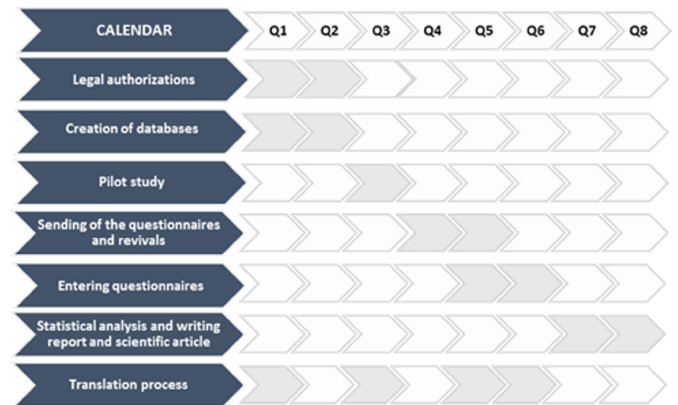 CALENDAR Q1 Q2 Q3 Q4 Q5 Q6 Q7 Q8
Legal authorizations
Creation of databases
Pilot study
Sending of the questionnaires
and revivals
Entering questionnaires
Statistical analysis and writing
report and scientific article
Translation process